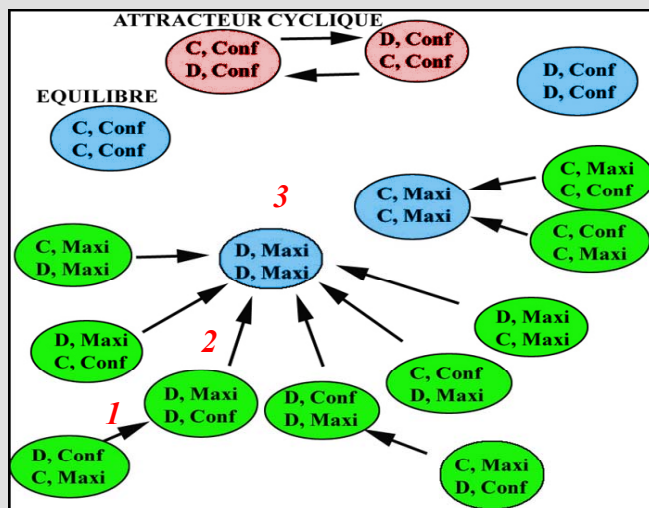 ATTRACTEUR CYCLIQUE
C, Conf
D, Conf
D, Conf
C, Conf
D, Conf
D, Conf
EQUILIBRE
C, Conf
C, Conf
C, Maxi
C, Conf
C, Maxi
C, Maxi
3
C, Conf
C, Maxi
C, Maxi
D, Maxi
D, Maxi
D, Maxi
D, Maxi
C, Maxi
D, Maxi
C, Conf
2
C, Conf
D, Maxi
D, Maxi
D, Conf
D, Conf
D, Maxi
1
D, Conf
C, Maxi
C, Maxi
D, Conf